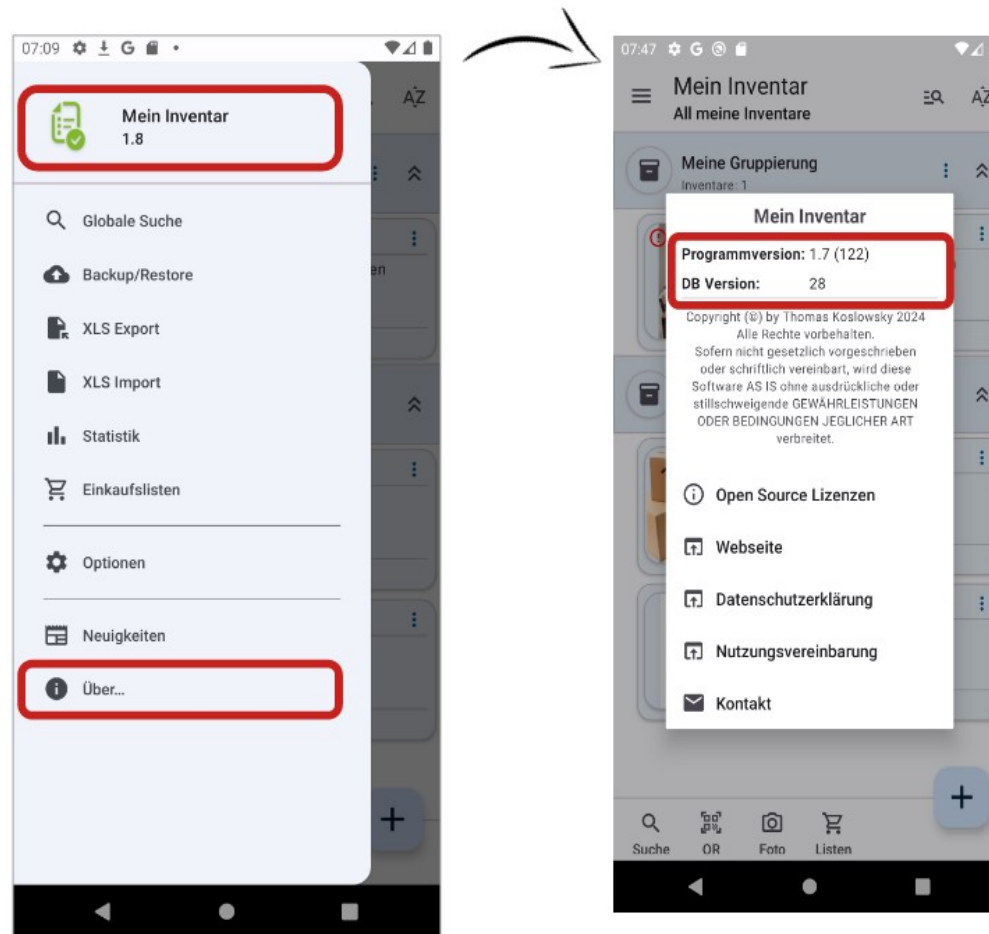 07:09 G
AZ
Mein Inventar
1.8
Globale Suche
Backup/Restore
en
XLS Export
XLS Import
Statistik
Einkaufslisten
Optionen
Neuigkeiten
Über...
07:47 G
Mein Inventar
All meine Inventare
AZ
Meine Gruppierung
Inventare: 1
Mein Inventar
Programmversion: 1.7 (122)
DB Version: 28
Copyright (©) by Thomas Koslowsky 2024
Alle Rechte vorbehalten.
Sofern nicht gesetzlich vorgeschrieben
oder schriftlich vereinbart, wird diese
Software AS IS ohne ausdrückliche oder
stillschweigende GEWÄHRLEISTUNGEN
ODER BEDINGUNGEN JEGLICHER ART
verbreitet.
Open Source Lizenzen
Webseite
Datenschutzerklärung
Nutzungsvereinbarung
Kontakt
Suche QR Foto Listen